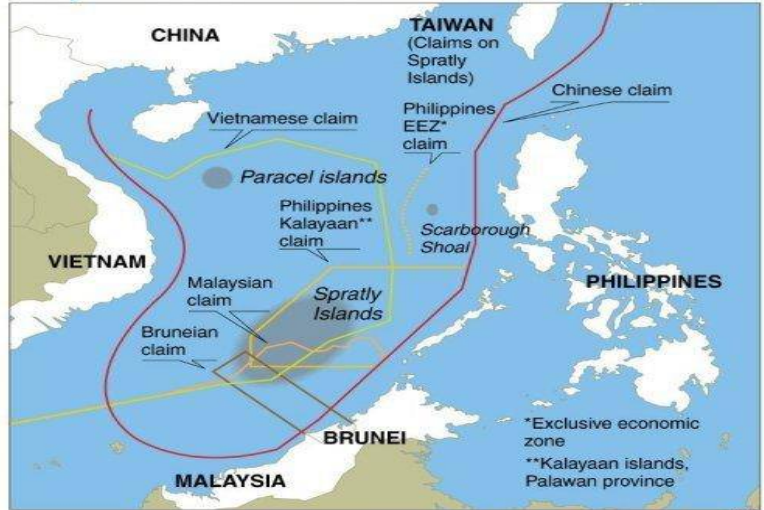 CHINA
TAIWAN
(Claims on
Spratly
Islands)
Chinese claim
Philippines
EEZ*
claim
Vietnamese claim
Paracel islands
Philippines
Kalayaan**
claim
Scarborough
Shoal
VIETNAM
Malaysian
claim
Spratly
Islands
PHILIPPINES
Bruneian
claim
BRUNEI
MALAYSIA
*Exclusive economic
zone
**Kalayaan islands,
Palawan province